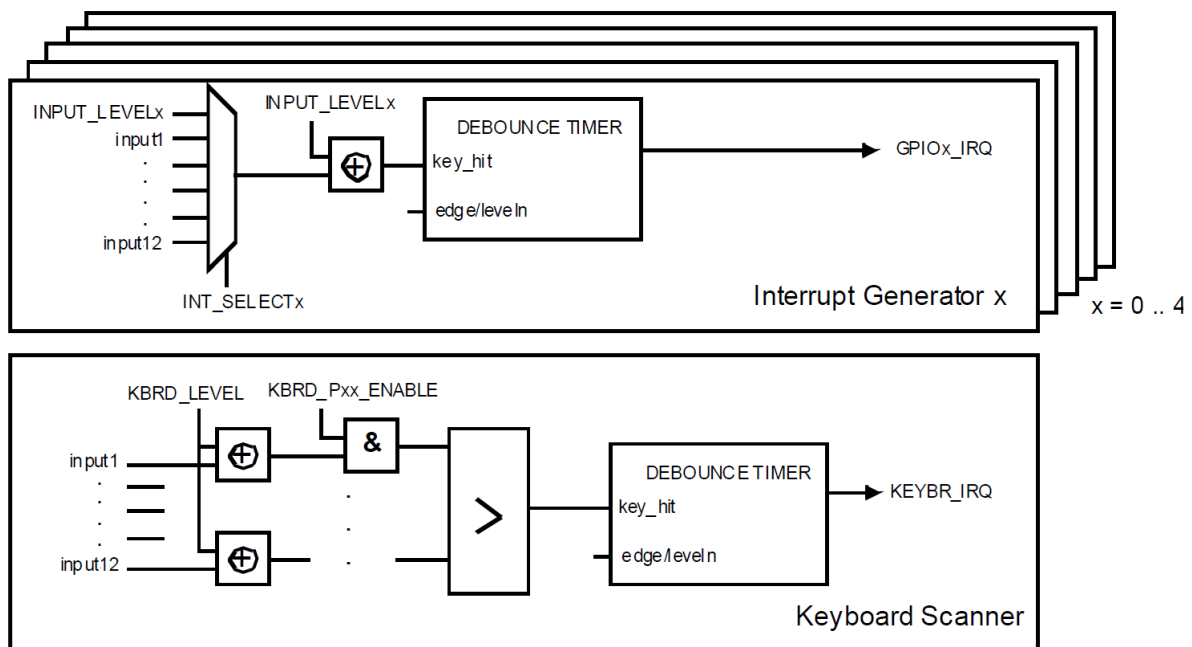 INPUT_LEVELx
input1
.
.
.
input12
INT_SELECTx
INPUT_LEVELx
DEBOUNCE TIMER
key_hit
edge/leveln
GPIOx_IRQ
Interrupt Generator x
x = 0 .. 4
KBRD_LEVEL
KBRD_Pxx_ENABLE
input1
.
.
.
.
input12
&
.
.
.
>
DEBOUNCE TIMER
key_hit
edge/leveln
KEYBR_IRQ
Keyboard Scanner